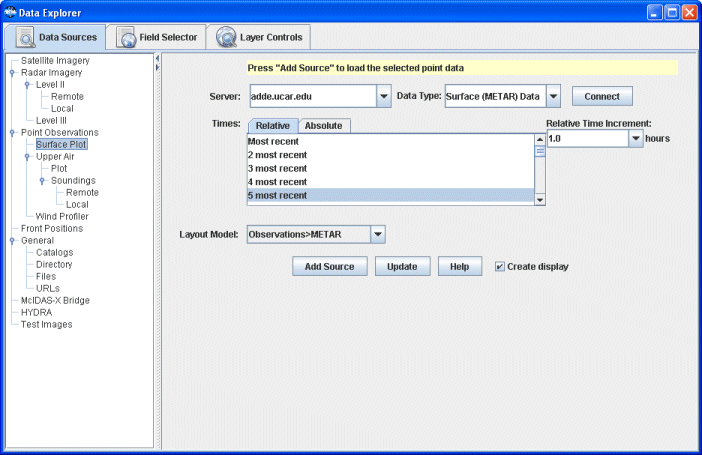 Data Explorer
Data Sources
Field Selector
Layer Controls
Satellite Imagery
Radar Imagery
Level II
Remote
Local
Level III
Point Observations
Surface Plot
Upper Air
Plot
Soundings
Remote
Local
Wind Profiler
Front Positions
General
Catalogs
Directory
Files
URLs
McIDAS-X Bridge
HYDRA
Test Images
Press "Add Source" to load the selected point data
Server: adde.ucar.edu Data Type: Surface (METAR) Data Connect
Times: Relative Absolute Relative Time Increment:
1.0 hours
Most recent
2 most recent
3 most recent
4 most recent
5 most recent
Layout Model: Observations>METAR
Add Source Update Help Create display